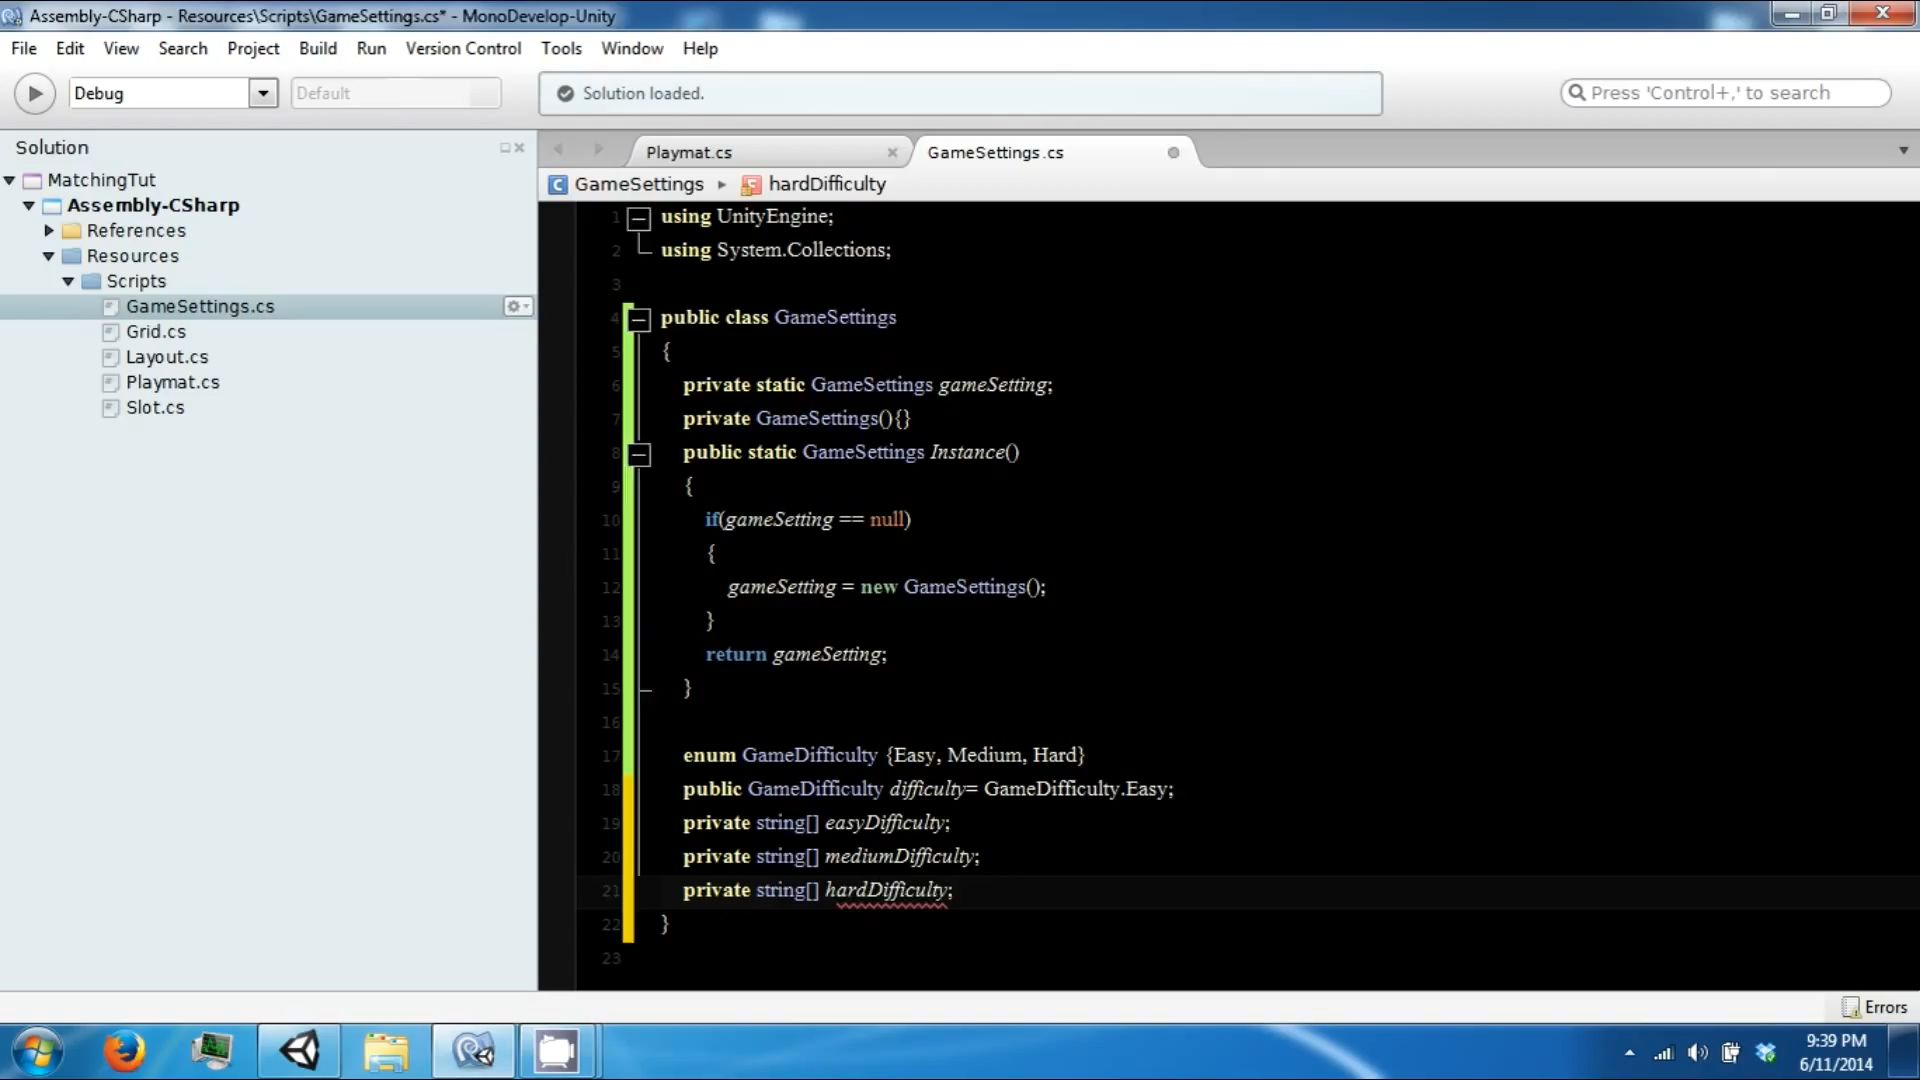 Assembly-CSharp - Resources\Scripts\GameSettings.cs* - MonoDevelop-Unity
File Edit View Search Project Build Run Version Control Tools Window Help
Debug Default Solution loaded. Press 'Control+,' to search
Solution
MatchingTut
Assembly-CSharp
References
Resources
Scripts
GameSettings.cs
Grid.cs
Layout.cs
Playmat.cs
Slot.cs
Playmat.cs GameSettings.cs
GameSettings hardDifficulty
1 using UnityEngine;
2 using System.Collections;
3
4 public class GameSettings
5 {
6 private static GameSettings gameSetting;
7 private GameSettings(){}
8 public static GameSettings Instance()
9 {
10 if(gameSetting == null)
11 {
12 gameSetting = new GameSettings();
13 }
14 return gameSetting;
15 }
16
17 enum GameDifficulty {Easy, Medium, Hard}
18 public GameDifficulty difficulty= GameDifficulty.Easy;
19 private string[] easyDifficulty;
20 private string[] mediumDifficulty;
21 private string[] hardDifficulty;
22 }
23
Errors
9:39 PM
6/11/2014